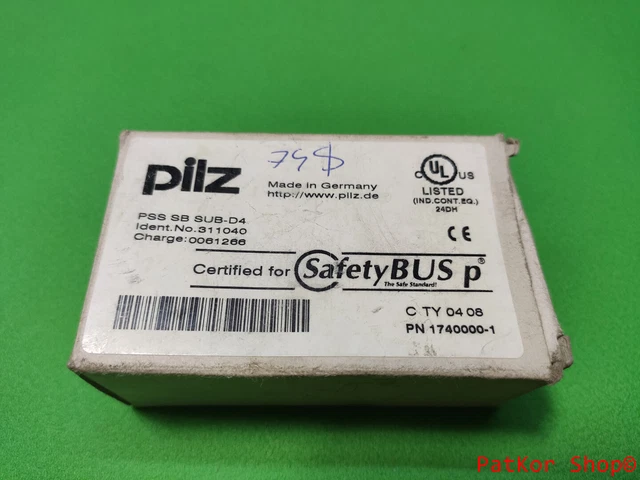 pilz
74$
Made in Germany
http://www.pilz.de
C UL US
LISTED
(IND.CONT.EQ.)
24DH
PSS SB SUB-D4
Ident.No.311040
Charge:0061266
CE
Certified for SafetyBUS p®
The Safe Standard!
C TY 04 08
PN 1740000-1
PatKor Shop©